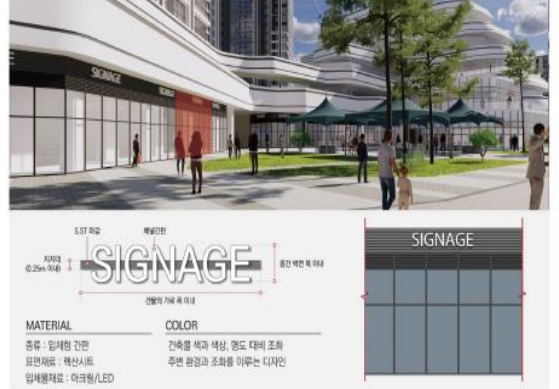 SIGNAGE
SIGNAGE
S.ST 마감
채널간판
지지대
(0.25m 이내)
SIGNAGE
층간 벽면 폭 이내
건물의 가로 폭 이내
SIGNAGE
MATERIAL
종류 : 입체형 간판
표면재료 : 렉산시트
입체물재료 : 아크릴/LED
COLOR
건축물 색과 색상, 명도 대비 조화
주변 환경과 조화를 이루는 디자인